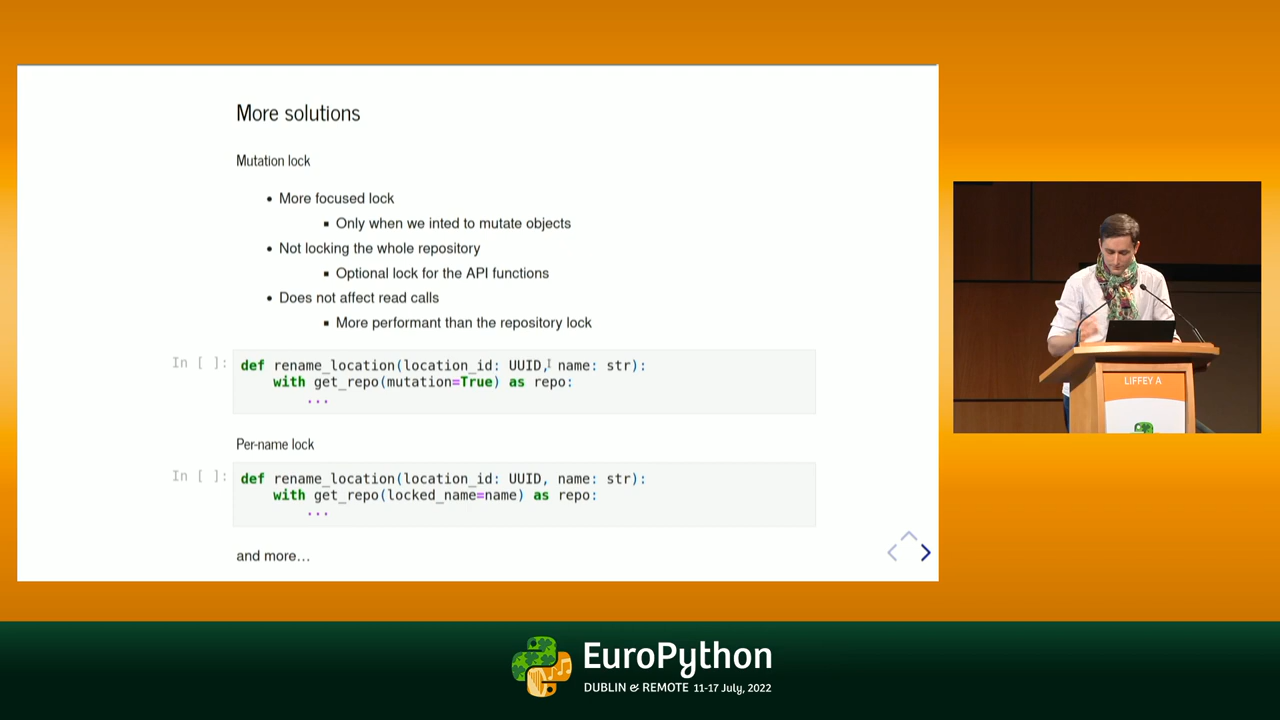 More solutions
Mutation lock
• More focused lock
▪ Only when we inted to mutate objects
• Not locking the whole repository
▪ Optional lock for the API functions
• Does not affect read calls
▪ More performant than the repository lock
In [ ]:
def rename_location(location_id: UUID, name: str):
with get_repo(mutation=True) as repo:
...
Per-name lock
In [ ]:
def rename_location(location_id: UUID, name: str):
with get_repo(locked_name=name) as repo:
...
and more...
LIFFEY A
EuroPython
DUBLIN & REMOTE 11-17 July, 2022